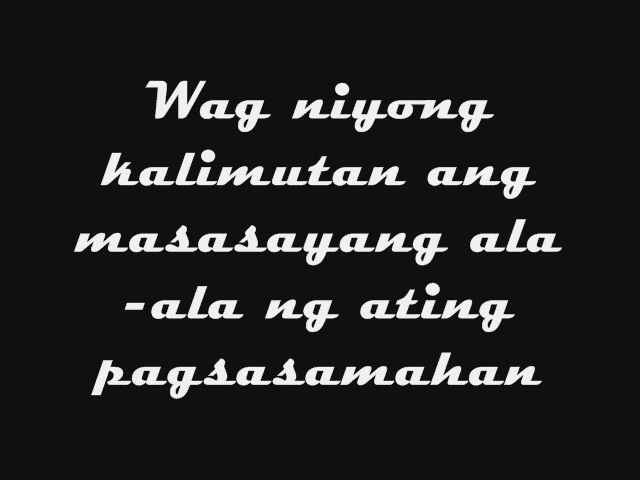 Wag niyong
kalimutan ang
masasayang ala
-ala ng ating
pagsasamahan